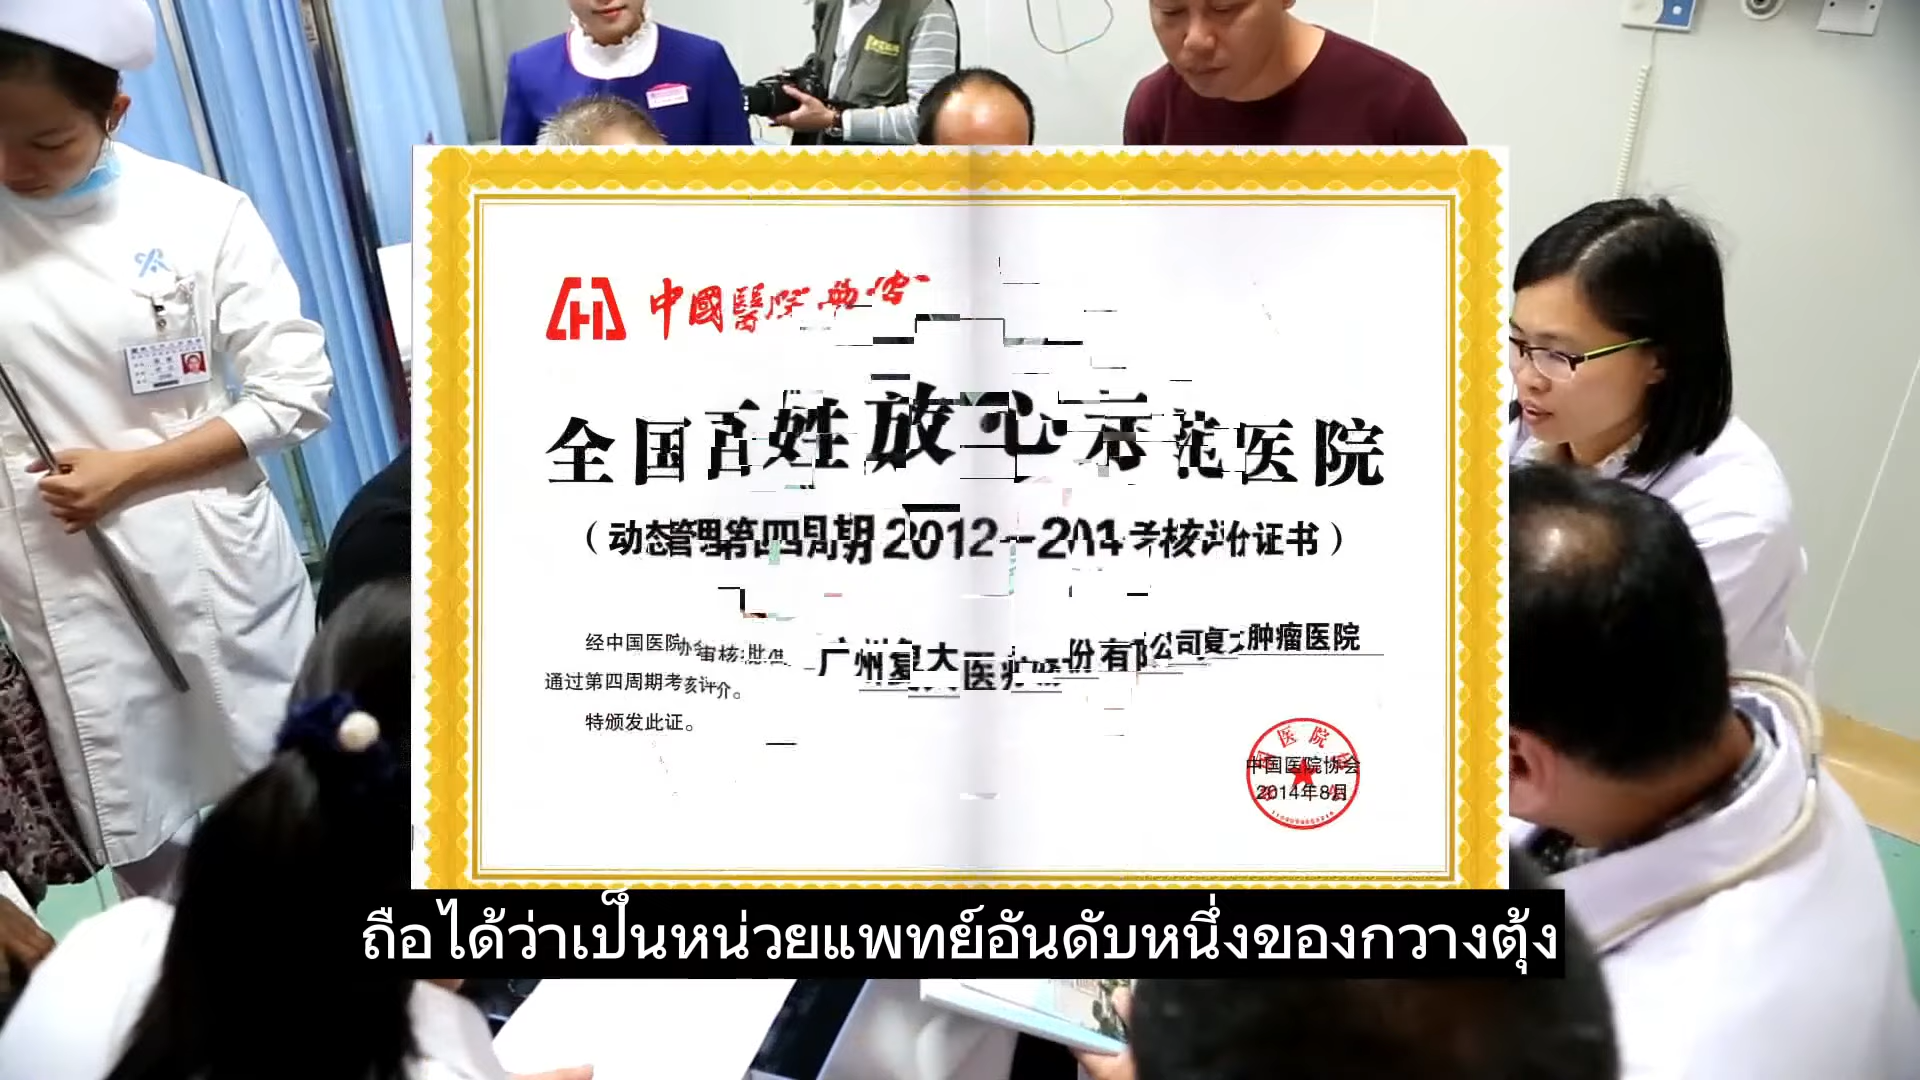 中國醫院協会
全国百姓放心示范医院
（动态管理第四周期2012--2014考核评价证书）
经中国医院协会审核批准 广州复大医疗股份有限公司复大肿瘤医院
通过第四周期考核评价。
特颁发此证。
中国医院协会
2014年8月
ถือได้ว่าเป็นหน่วยแพทย์อันดับหนึ่งของกวางตุ้ง